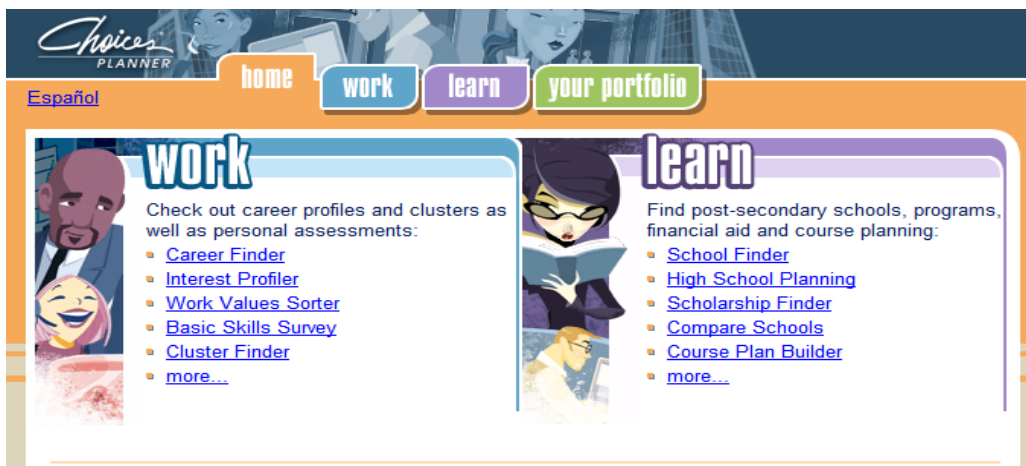 Choices
PLANNER
home
work
learn
your portfolio
Español
work
Check out career profiles and clusters as
well as personal assessments:
Career Finder
Interest Profiler
Work Values Sorter
Basic Skills Survey
Cluster Finder
more...
learn
Find post-secondary schools, programs,
financial aid and course planning:
School Finder
High School Planning
Scholarship Finder
Compare Schools
Course Plan Builder
more...